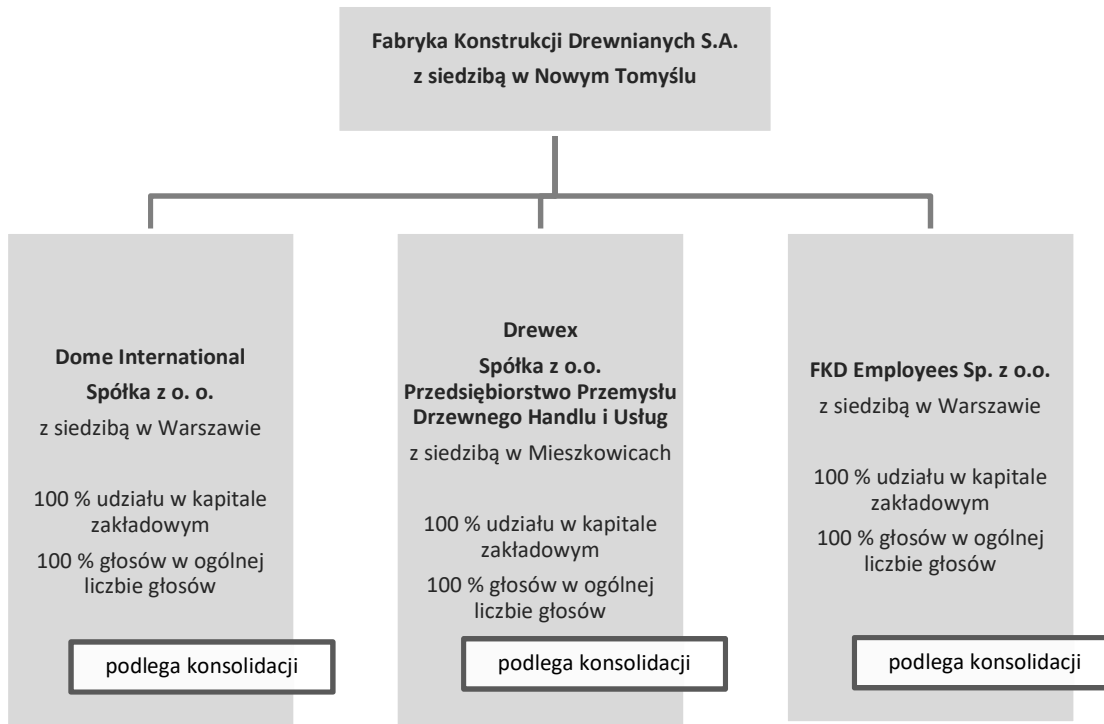 Fabryka Konstrukcji Drewnianych S.A.
z siedzibą w Nowym Tomyślu
Dome International
Spółka z o. o.
z siedzibą w Warszawie
100 % udziału w kapitale
zakładowym
100 % głosów w ogólnej
liczbie głosów
podlega konsolidacji
Drewex
Spółka z o.o.
Przedsiębiorstwo Przemysłu
Drzewnego Handlu i Usług
z siedzibą w Mieszkowicach
100 % udziału w kapitale
zakładowym
100 % głosów w ogólnej
liczbie głosów
podlega konsolidacji
FKD Employees Sp. z o.o.
z siedzibą w Warszawie
100 % udziału w kapitale
zakładowym
100 % głosów w ogólnej
liczbie głosów
podlega konsolidacji